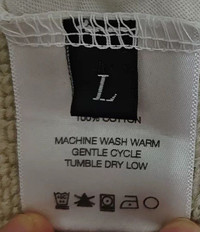 L
100% COTTON
MACHINE WASH WARM
GENTLE CYCLE
TUMBLE DRY LOW